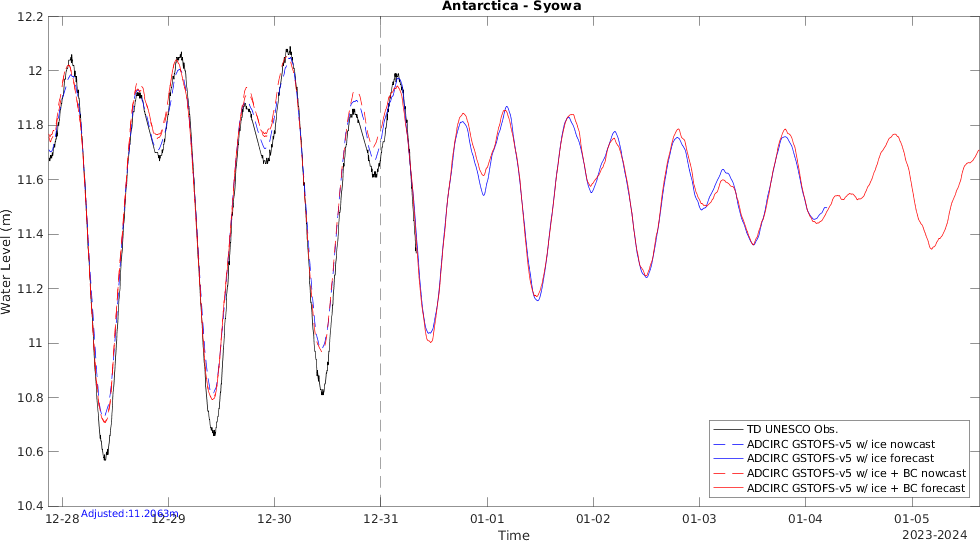 Antarctica - Syowa
12.2
12
11.8
11.6
11.4
11.2
11
10.8
10.6
10.4
Water Level (m)
TD UNESCO Obs.
ADCIRC GSTOFS-v5 w/ ice nowcast
ADCIRC GSTOFS-v5 w/ ice forecast
ADCIRC GSTOFS-v5 w/ ice + BC nowcast
ADCIRC GSTOFS-v5 w/ ice + BC forecast
12-28 12-29 12-30 12-31 01-01 01-02 01-03 01-04 01-05
Adjusted:11.2063m
Time
2023-2024